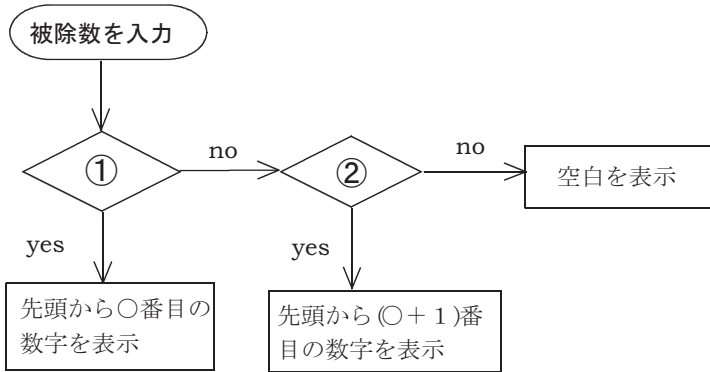 被除数を入力
① no ② no 空白を表示
yes yes
先頭から○番目の
数字を表示
先頭から(○+1)番
目の数字を表示